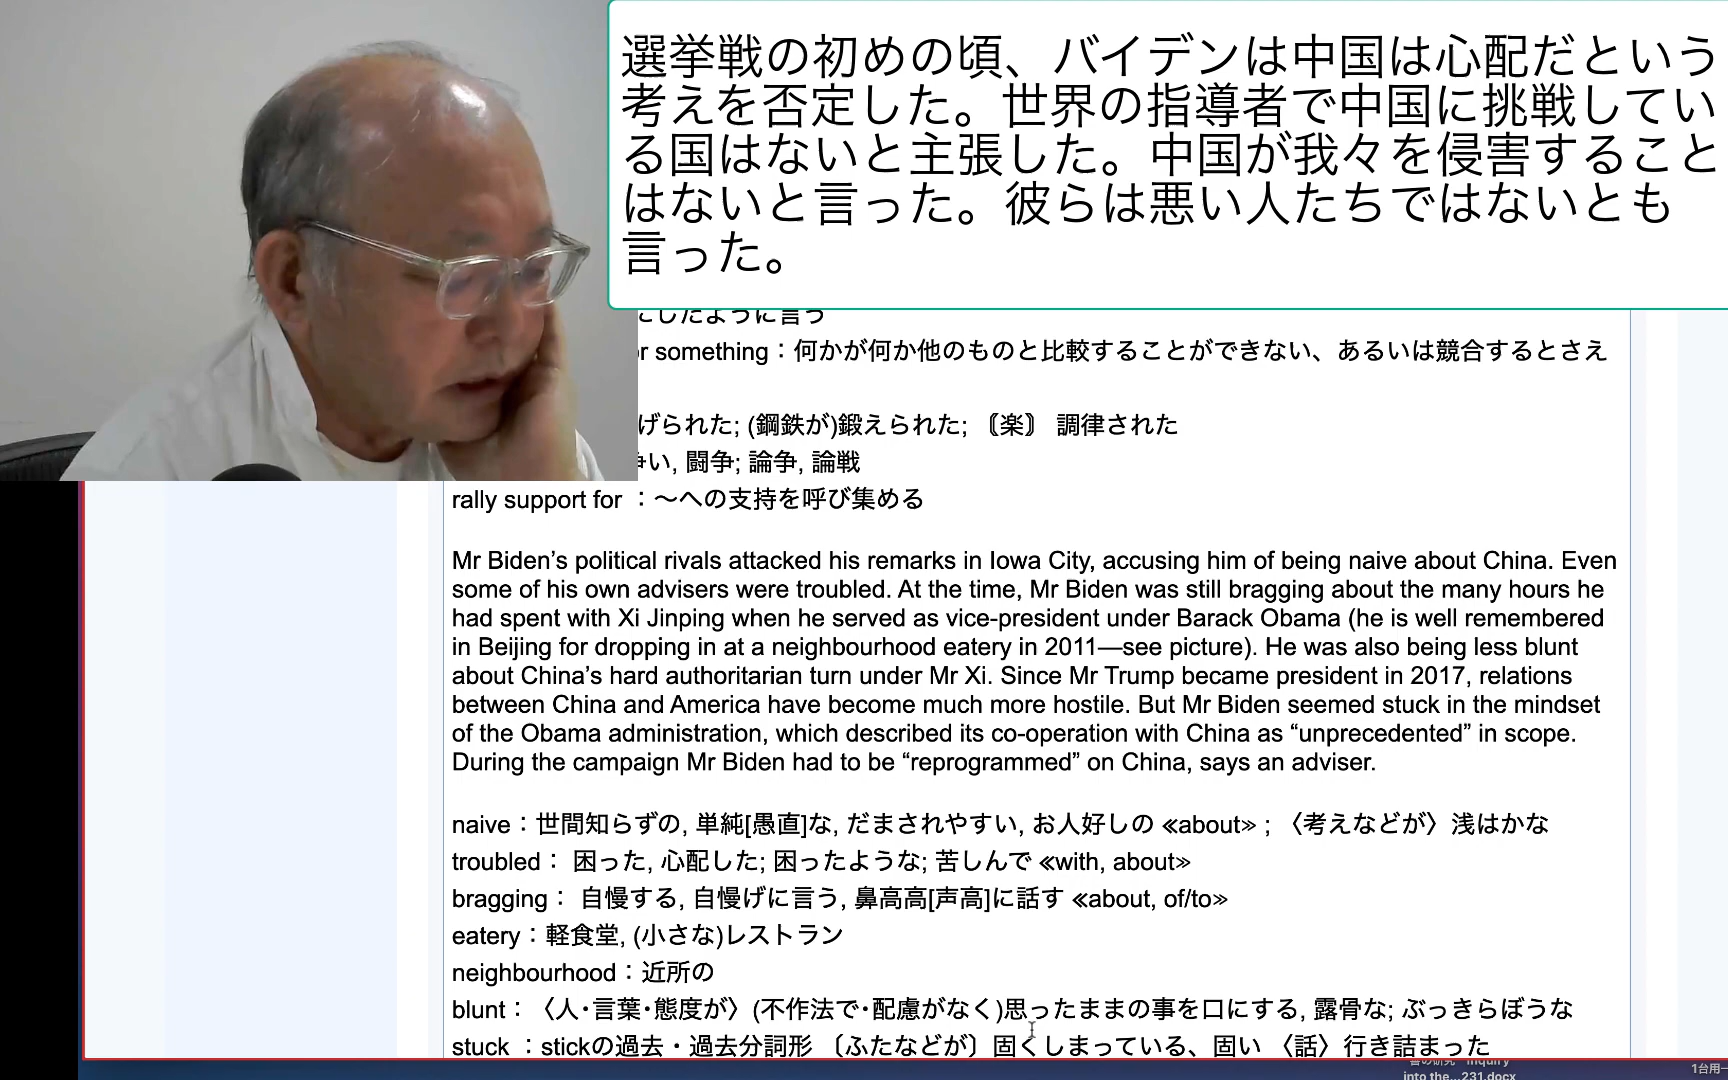 選挙戦の初めの頃、バイデンは中国は心配だという
考えを否定した。世界の指導者で中国に挑戦してい
る国はないと主張した。中国が我々を侵害すること
はないと言った。彼らは悪い人たちではないとも
言った。
にしたように言う
or something：何かが何か他のものと比較することができない、あるいは競合するとさえ
げられた; (鋼鉄が)鍛えられた; 〘楽〙 調律された
争い, 闘争; 論争, 論戦
rally support for ：～への支持を呼び集める
Mr Biden’s political rivals attacked his remarks in Iowa City, accusing him of being naive about China. Even
some of his own advisers were troubled. At the time, Mr Biden was still bragging about the many hours he
had spent with Xi Jinping when he served as vice-president under Barack Obama (he is well remembered
in Beijing for dropping in at a neighbourhood eatery in 2011—see picture). He was also being less blunt
about China’s hard authoritarian turn under Mr Xi. Since Mr Trump became president in 2017, relations
between China and America have become much more hostile. But Mr Biden seemed stuck in the mindset
of the Obama administration, which described its co-operation with China as “unprecedented” in scope.
During the campaign Mr Biden had to be “reprogrammed” on China, says an adviser.
naive：世間知らずの, 単純[愚直]な, だまされやすい, お人好しの ≪about≫ ; 〈考えなどが〉浅はかな
troubled： 困った, 心配した; 困ったような; 苦しんで ≪with, about≫
bragging： 自慢する, 自慢げに言う, 鼻高高[声高]に話す ≪about, of/to≫
eatery：軽食堂, (小さな)レストラン
neighbourhood：近所の
blunt： 〈人･言葉･態度が〉(不作法で･配慮がなく)思ったままの事を口にする, 露骨な; ぶっきらぼうな
stuck ：stickの過去・過去分詞形 〔ふたなどが〕固くしまっている、固い 〈話〉行き詰まった
into the...231.docx
1台用